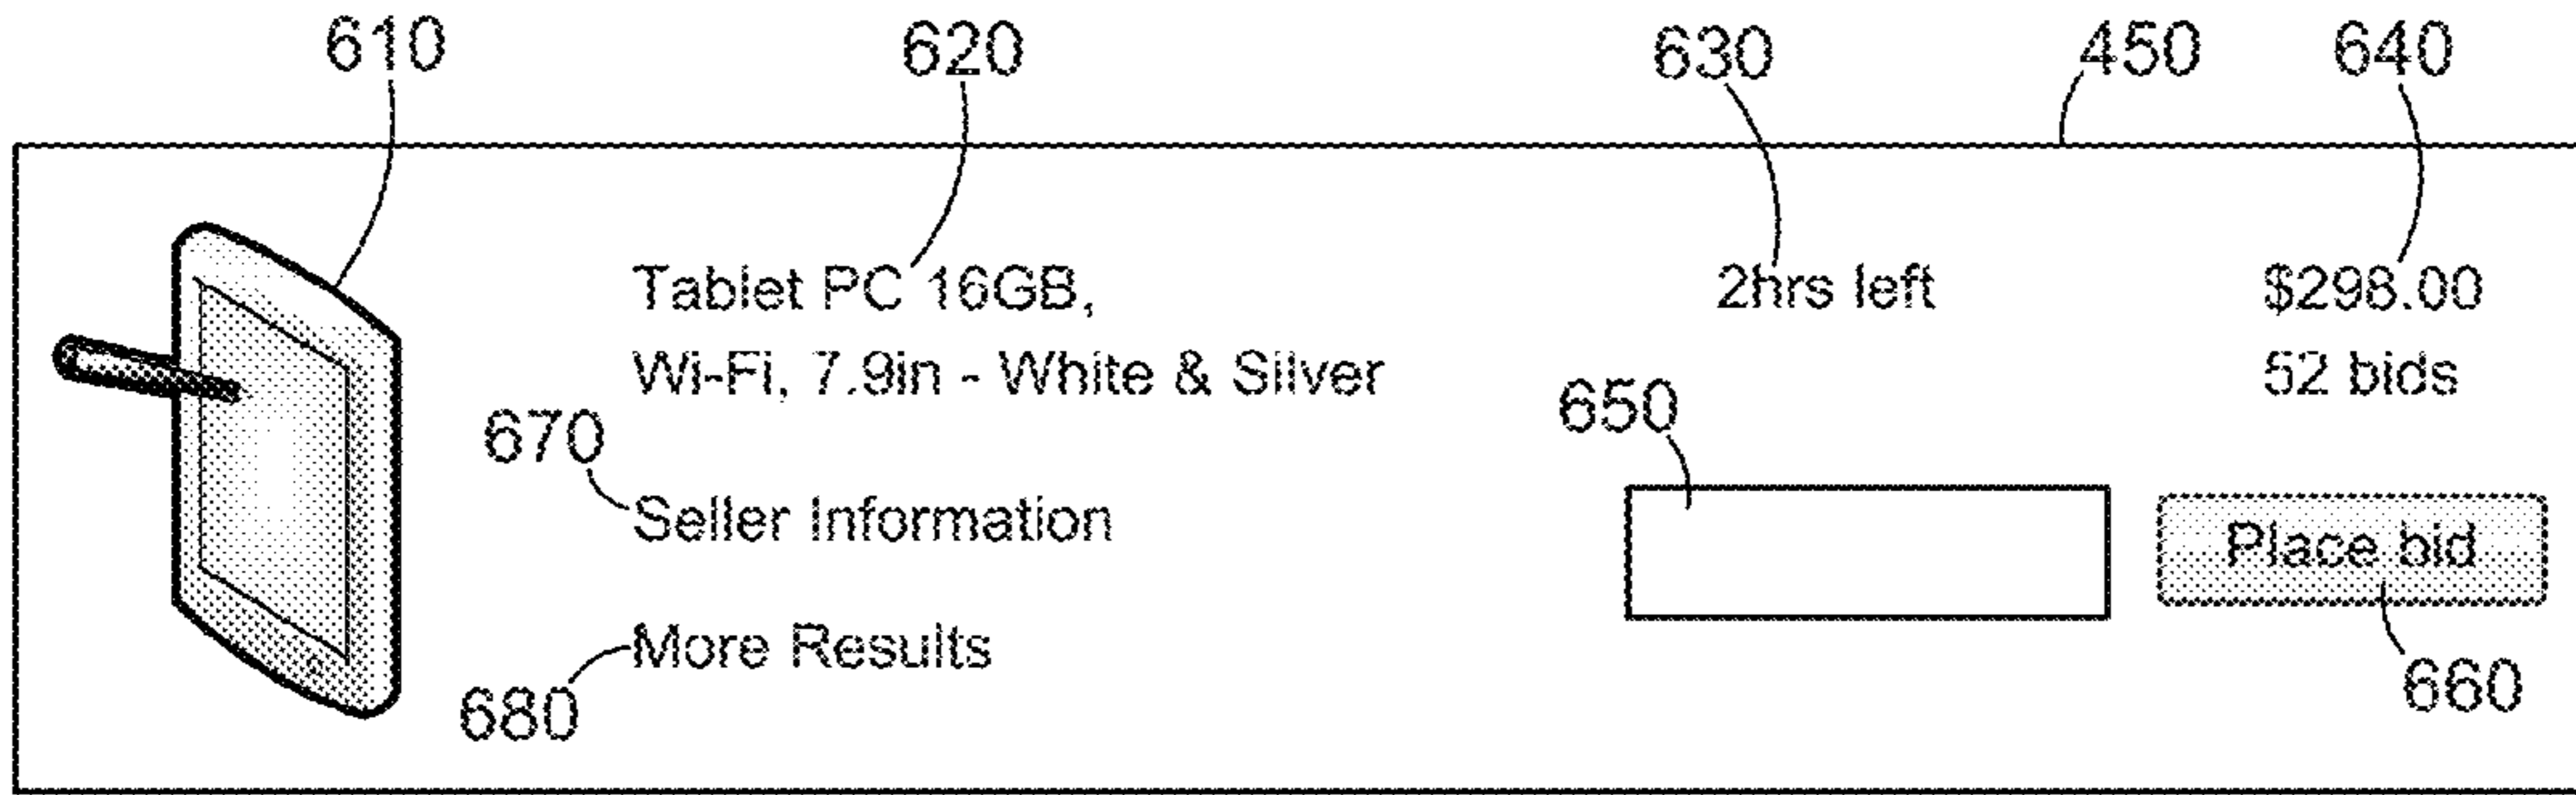 610
620
630
450
640
Tablet PC 16GB,
Wi-Fi, 7.9in - White & Silver
2hrs left
$298.00
52 bids
670
650
Seller Information
Place bid
More Results
660
680